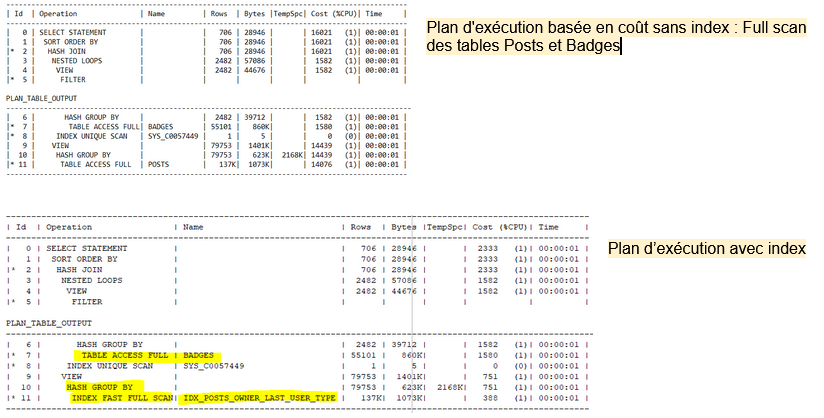 | Id | Operation | Name | Rows | Bytes |TempSpc| Cost (%CPU)| Time |
| 0 | SELECT STATEMENT | | 706 | 28946 | | 16021 (1)| 00:00:01 |
| 1 | SORT ORDER BY | | 706 | 28946 | | 16021 (1)| 00:00:01 |
|* 2 | HASH JOIN | | 706 | 28946 | | 16021 (1)| 00:00:01 |
| 3 | NESTED LOOPS | | 2482 | 57086 | | 1582 (1)| 00:00:01 |
| 4 | VIEW | | 2482 | 44676 | | 1582 (1)| 00:00:01 |
|* 5 | FILTER | | | | | | |
PLAN_TABLE_OUTPUT
| 6 | HASH GROUP BY | | 2482 | 39712 | | 1582 (1)| 00:00:01 |
|* 7 | TABLE ACCESS FULL| BADGES | 55101 | 860K| | 1580 (1)| 00:00:01 |
|* 8 | INDEX UNIQUE SCAN | SYS_C0057449 | 1 | 5 | | 0 (0)| 00:00:01 |
| 9 | VIEW | | 79753 | 1401K| | 14439 (1)| 00:00:01 |
| 10 | HASH GROUP BY | | 79753 | 623K| 2168K| 14439 (1)| 00:00:01 |
|* 11 | TABLE ACCESS FULL | POSTS | 137K| 1073K| | 14076 (1)| 00:00:01 |
Plan d'exécution basée en coût sans index : Full scan
des tables Posts et Badges
| Id | Operation | Name | Rows | Bytes |TempSpc| Cost (%CPU)| Time |
| 0 | SELECT STATEMENT | | 706 | 28946 | | 2333 (1)| 00:00:01 |
| 1 | SORT ORDER BY | | 706 | 28946 | | 2333 (1)| 00:00:01 |
|* 2 | HASH JOIN | | 706 | 28946 | | 2333 (1)| 00:00:01 |
| 3 | NESTED LOOPS | | 2482 | 57086 | | 1582 (1)| 00:00:01 |
| 4 | VIEW | | 2482 | 44676 | | 1582 (1)| 00:00:01 |
|* 5 | FILTER | | | | | | |
PLAN_TABLE_OUTPUT
| 6 | HASH GROUP BY | | 2482 | 39712 | | 1582 (1)| 00:00:01 |
|* 7 | TABLE ACCESS FULL | BADGES | 55101 | 860K| | 1580 (1)| 00:00:01 |
|* 8 | INDEX UNIQUE SCAN | SYS_C0057449 | 1 | 5 | | 0 (0)| 00:00:01 |
| 9 | VIEW | | 79753 | 1401K| | 751 (1)| 00:00:01 |
| 10 | HASH GROUP BY | | 79753 | 623K| 2168K| 751 (1)| 00:00:01 |
|* 11 | INDEX FAST FULL SCAN| IDX_POSTS_OWNER_LAST_USER_TYPE | 137K| 1073K| | 388 (1)| 00:00:01 |
Plan d'exécution avec index